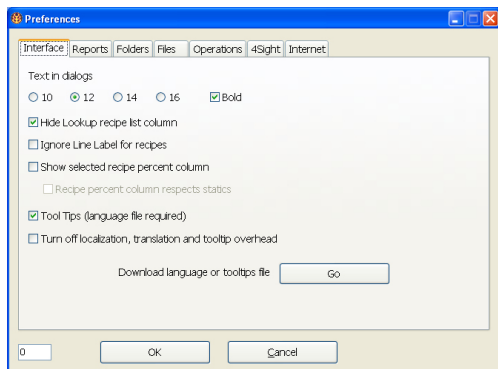 Preferences
Interface Reports Folders Files Operations 4Sight Internet
Text in dialogs
10 12 14 16 Bold
Hide Lookup recipe list column
Ignore Line Label for recipes
Show selected recipe percent column
Recipe percent column respects statics
Tool Tips (language file required)
Turn off localization, translation and tooltip overhead
Download language or tooltips file Go
0 OK Cancel